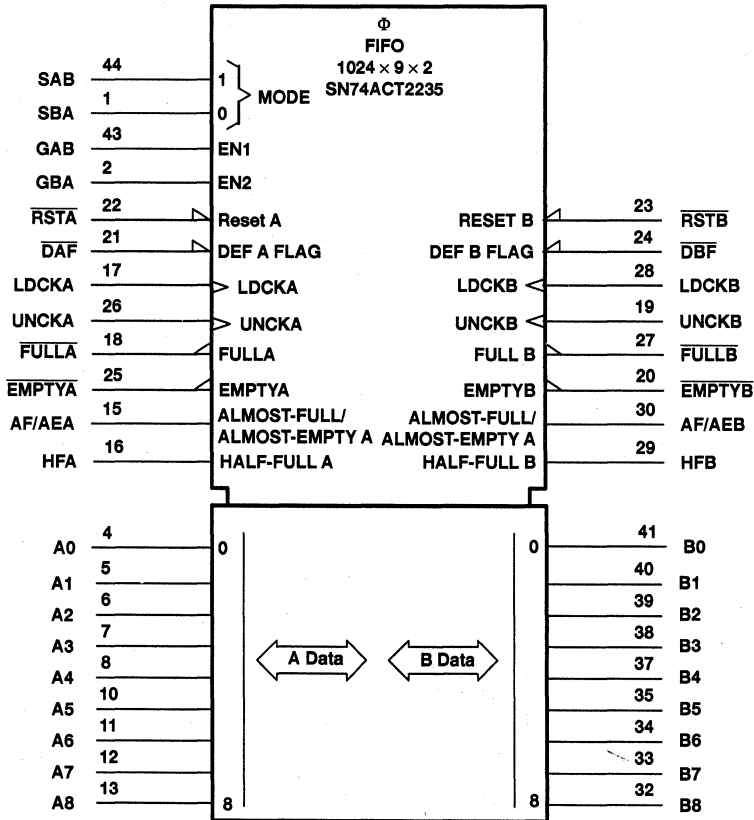 Φ
FIFO
1024 × 9 × 2
SN74ACT2235
SAB 44 1
SBA 1 0
MODE
GAB 43 EN1
GBA 2 EN2
RSTA 22 Reset A RESET B 23 RSTB
DAF 21 DEF A FLAG DEF B FLAG 24 DBF
LDCKA 17 LDCKA LDCKB 28 LDCKB
UNCKA 26 UNCKA UNCKB 19 UNCKB
FULLA 18 FULLA FULL B 27 FULLB
EMPTYA 25 EMPTYA EMPTYB 20 EMPTYB
AF/AEA 15 ALMOST-FULL/ ALMOST-FULL/ 30 AF/AEB
ALMOST-EMPTY A ALMOST-EMPTY A
HFA 16 HALF-FULL A HALF-FULL B 29 HFB
A0 4 0 0 41 B0
A1 5 40 B1
A2 6 39 B2
A3 7 38 B3
A4 8 A Data B Data 37 B4
A5 10 35 B5
A6 11 34 B6
A7 12 33 B7
A8 13 8 8 32 B8